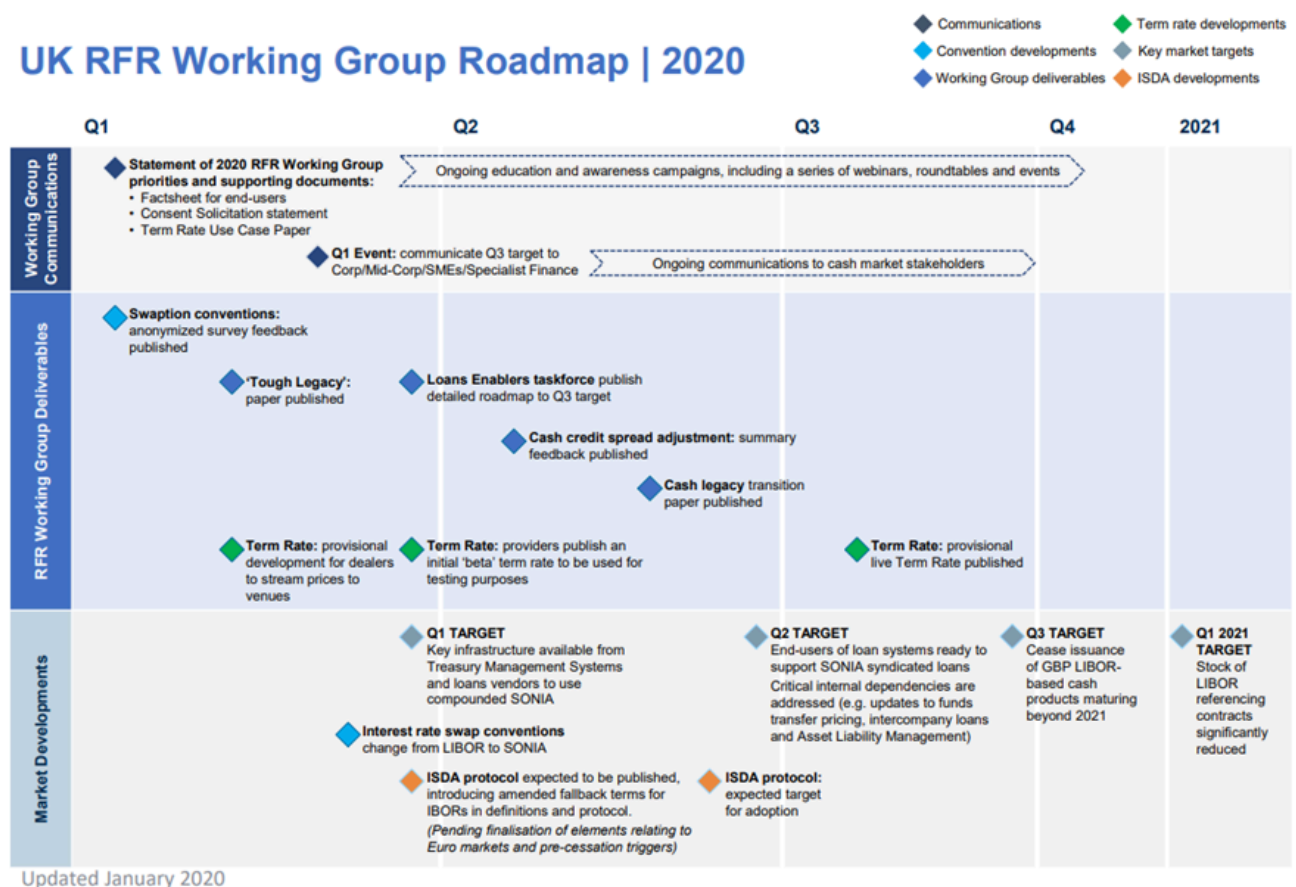 UK RFR Working Group Roadmap | 2020
Communications
Term rate developments
Convention developments
Key market targets
Working Group deliverables
ISDA developments
Q1
Q2
Q3
Q4
2021
Working Group
Communications
Statement of 2020 RFR Working Group
priorities and supporting documents:
• Factsheet for end-users
• Consent Solicitation statement
• Term Rate Use Case Paper
Ongoing education and awareness campaigns, including a series of webinars, roundtables and events
Q1 Event: communicate Q3 target to
Corp/Mid-Corp/SMEs/Specialist Finance
Ongoing communications to cash market stakeholders
RFR Working Group Deliverables
Swaption conventions:
anonymized survey feedback
published
'Tough Legacy':
paper published
Loans Enablers taskforce publish
detailed roadmap to Q3 target
Cash credit spread adjustment: summary
feedback published
Cash legacy transition
paper published
Term Rate: provisional
development for dealers
to stream prices to
venues
Term Rate: providers publish an
initial 'beta' term rate to be used for
testing purposes
Term Rate: provisional
live Term Rate published
Market Developments
Q1 TARGET
Key infrastructure available from
Treasury Management Systems
and loans vendors to use
compounded SONIA
Q2 TARGET
End-users of loan systems ready to
support SONIA syndicated loans
Critical internal dependencies are
addressed (e.g. updates to funds
transfer pricing, intercompany loans
and Asset Liability Management)
Q3 TARGET
Cease issuance
of GBP LIBOR-
based cash
products maturing
beyond 2021
Q1 2021
TARGET
Stock of
LIBOR
referencing
contracts
significantly
reduced
Interest rate swap conventions
change from LIBOR to SONIA
ISDA protocol expected to be published,
introducing amended fallback terms for
IBORs in definitions and protocol.
(Pending finalisation of elements relating to
Euro markets and pre-cessation triggers)
ISDA protocol:
expected target
for adoption
Updated January 2020